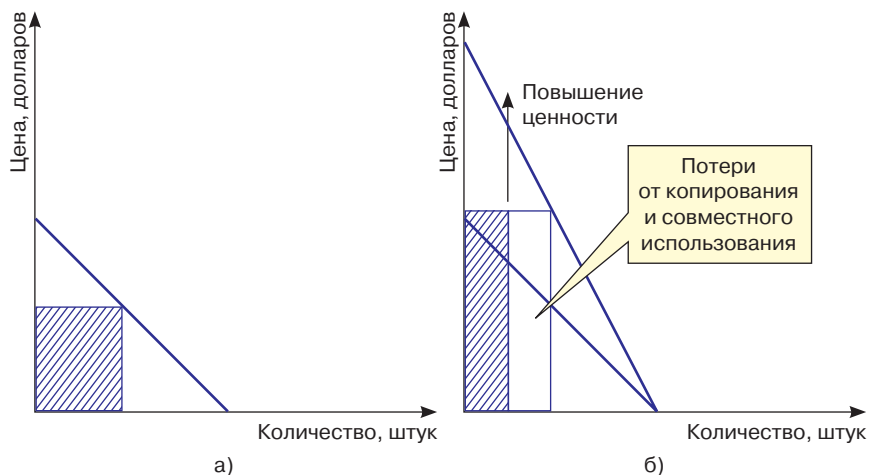 Цена, долларов
Количество, штук
а)
Цена, долларов
Повышение
ценности
Потери
от копирования
и совместного
использования
Количество, штук
б)